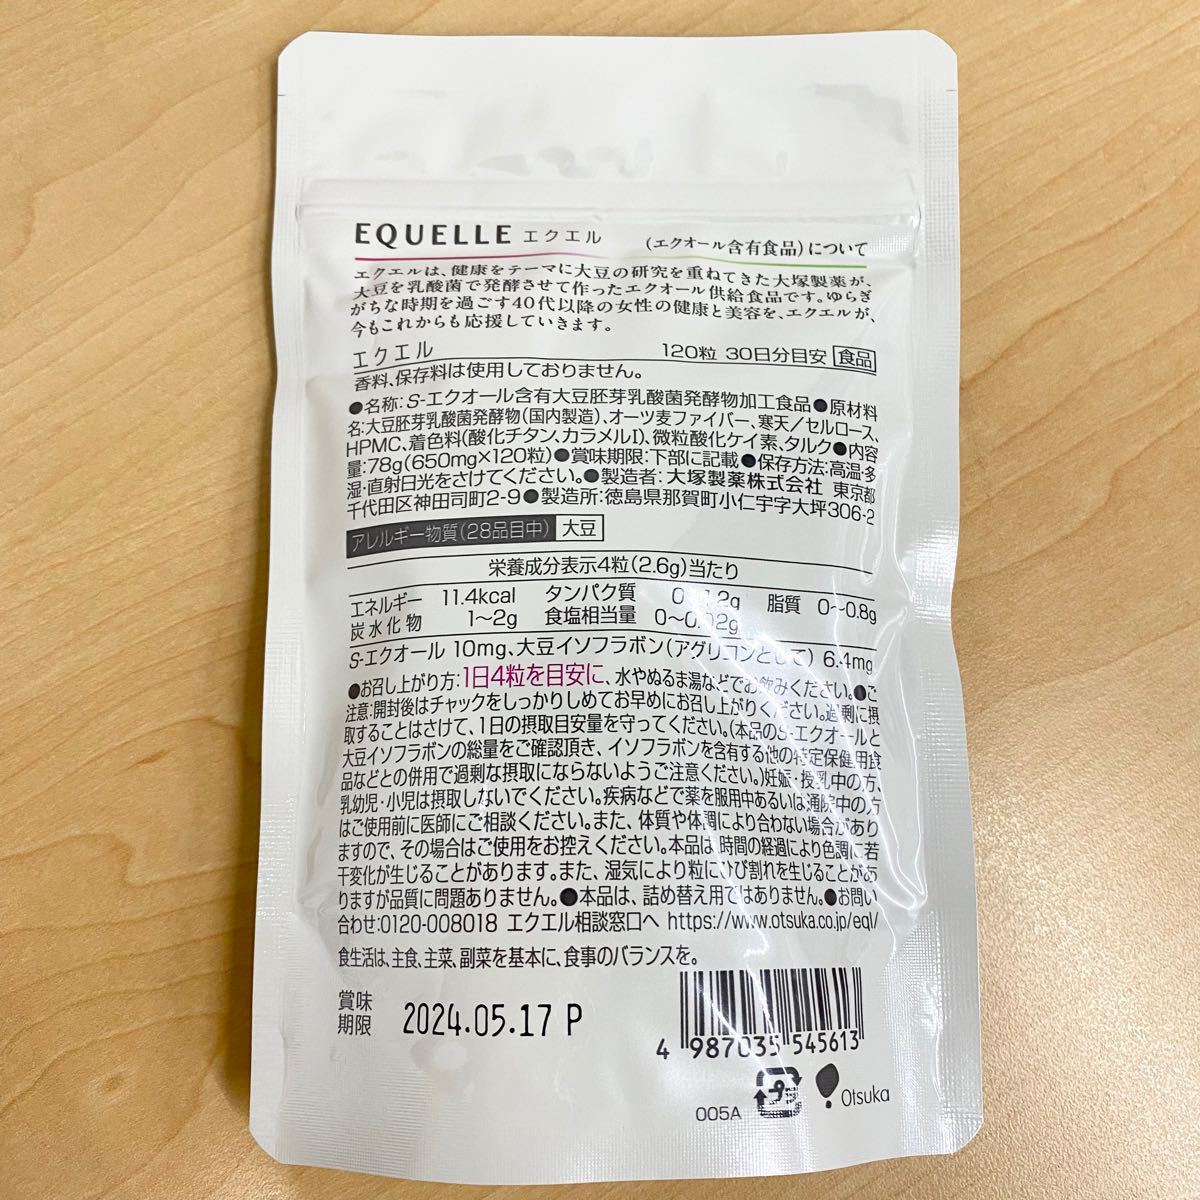 EQUELLE エクエル (エクオール含有食品)について
エクエルは、健康をテーマに大豆の研究を重ねてきた大塚製薬が、
大豆を乳酸菌で発酵させて作ったエクオール供給食品です。ゆらぎ
がちな時期を過ごす40代以降の女性の健康と美容を、エクエルが、
今もこれからも応援していきます。
エクエル 120粒 30日分目安 食品
香料、保存料は使用しておりません。
●名称:S-エクオール含有大豆胚芽乳酸菌発酵物加工食品●原材料
名:大豆胚芽乳酸菌発酵物(国内製造)、オーツ麦ファイバー、寒天/セルロース、
HPMC、着色料(酸化チタン、カラメルI)、微粒酸化ケイ素、タルク●内容
量:78g(650mg×120粒)●賞味期限:下部に記載●保存方法:高温・多
湿・直射日光をさけてください。●製造者:大塚製薬株式会社 東京都
千代田区神田司町2-9●製造所:徳島県那賀町小仁宇字大坪306-2
アレルギー物質(28品目中) 大豆
栄養成分表示4粒(2.6g)当たり
エネルギー 11.4kcal タンパク質 0~1.2g 脂質 0~0.8g
炭水化物 1~2g 食塩相当量 0~0.02g
S-エクオール 10mg、大豆イソフラボン(アグリコンとして) 6.4mg
●お召し上がり方:1日4粒を目安に、水やぬるま湯などでお飲みください。●ご
注意:開封後はチャックをしっかりしめてお早めにお召し上がりください。過剰に摂
取することはさけて、1日の摂取目安量を守ってください。(本品のS-エクオールと
大豆イソフラボンの総量をご確認頂き、イソフラボンを含有する他の特定保健用食
品などとの併用で過剰な摂取にならないようご注意ください。)妊娠・授乳中の方、
乳幼児・小児は摂取しないでください。疾病などで薬を服用中あるいは通院中の方
はご使用前に医師にご相談ください。また、体質や体調により合わない場合があり
ますので、その場合はご使用をお控えください。本品は、時間の経過により色調に若
干変化が生じることがあります。また、湿気により粒にひび割れを生じることがあ
りますが品質に問題ありません。●本品は、詰め替え用ではありません。●お問い
合わせ:0120-008018 エクエル相談窓口へ https://www.otsuka.co.jp/eql/
食生活は、主食、主菜、副菜を基本に、食事のバランスを。
賞味
期限 2024.05.17 P
4 987035 545613
005A プラ Otsuka